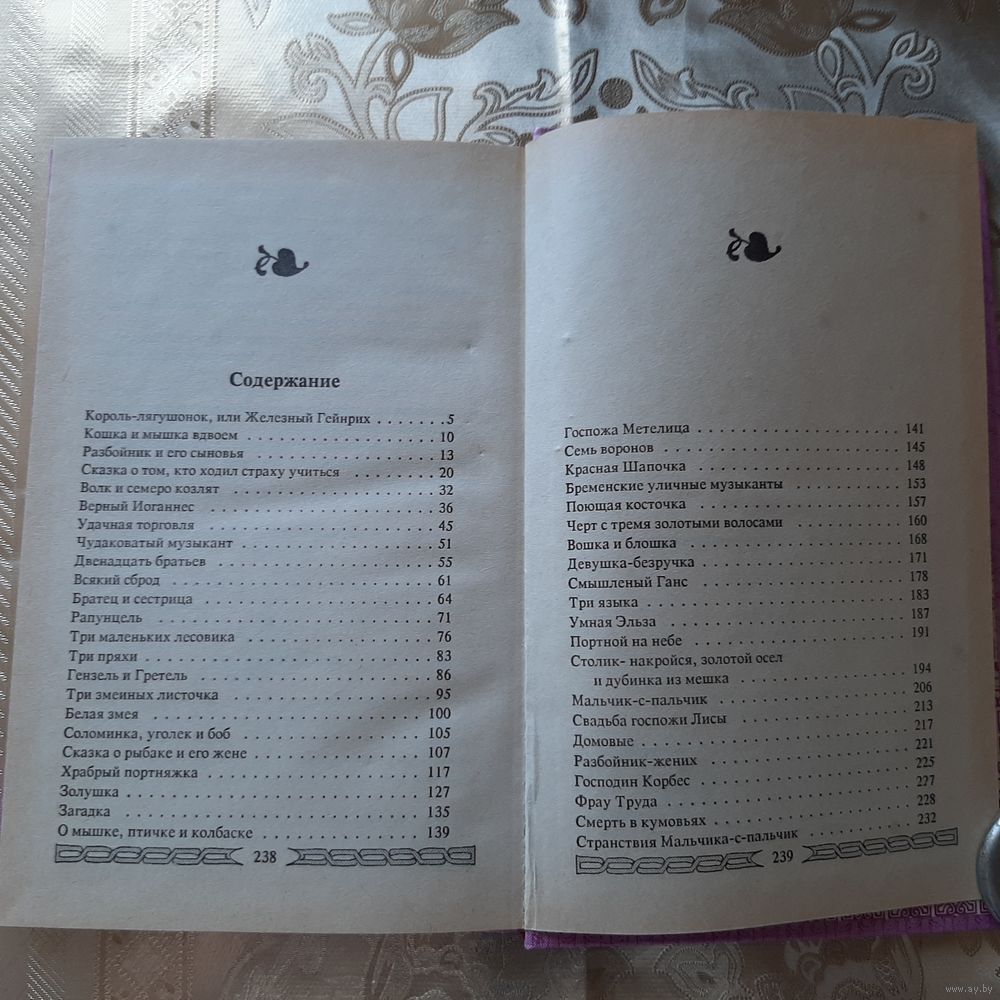 Содержание
Король-лягушонок, или Железный Гейнрих . . . . . . . 5
Кошка и мышка вдвоем . . . . . . . . . . . . . . . . 10
Разбойник и его сыновья . . . . . . . . . . . . . . . . 13
Сказка о том, кто ходил страху учиться . . . . . . . . 20
Волк и семеро козлят . . . . . . . . . . . . . . . . . . 32
Верный Иоганнес . . . . . . . . . . . . . . . . . . . . 36
Удачная торговля . . . . . . . . . . . . . . . . . . . . 45
Чудаковатый музыкант . . . . . . . . . . . . . . . . . 51
Двенадцать братьев . . . . . . . . . . . . . . . . . . . 55
Всякий сброд . . . . . . . . . . . . . . . . . . . . . . 61
Братец и сестрица . . . . . . . . . . . . . . . . . . . . 64
Рапунцель . . . . . . . . . . . . . . . . . . . . . . . . 71
Три маленьких лесовика . . . . . . . . . . . . . . . . 76
Три пряхи . . . . . . . . . . . . . . . . . . . . . . . . 83
Гензель и Гретель . . . . . . . . . . . . . . . . . . . . 86
Три змеиных листочка . . . . . . . . . . . . . . . . . 95
Белая змея . . . . . . . . . . . . . . . . . . . . . . . 100
Соломинка, уголек и боб . . . . . . . . . . . . . . . 105
Сказка о рыбаке и его жене . . . . . . . . . . . . . . 107
Храбрый портняжка . . . . . . . . . . . . . . . . . . 117
Золушка . . . . . . . . . . . . . . . . . . . . . . . . 127
Загадка . . . . . . . . . . . . . . . . . . . . . . . . . 135
О мышке, птичке и колбаске . . . . . . . . . . . . . 139
238
Госпожа Метелица . . . . . . . . . . . . . . . . . . 141
Семь воронов . . . . . . . . . . . . . . . . . . . . . 145
Красная Шапочка . . . . . . . . . . . . . . . . . . . 148
Бременские уличные музыканты . . . . . . . . . . . 153
Поющая косточка . . . . . . . . . . . . . . . . . . . 157
Черт с тремя золотыми волосами . . . . . . . . . . . 160
Вошка и блошка . . . . . . . . . . . . . . . . . . . . 168
Девушка-безручка . . . . . . . . . . . . . . . . . . . 171
Смышленый Ганс . . . . . . . . . . . . . . . . . . . 178
Три языка . . . . . . . . . . . . . . . . . . . . . . . 183
Умная Эльза . . . . . . . . . . . . . . . . . . . . . . 187
Портной на небе . . . . . . . . . . . . . . . . . . . . 191
Столик- накройся, золотой осел
и дубинка из мешка . . . . . . . . . . . . . . . . . 194
Мальчик-с-пальчик . . . . . . . . . . . . . . . . . . 206
Свадьба госпожи Лисы . . . . . . . . . . . . . . . . 213
Домовые . . . . . . . . . . . . . . . . . . . . . . . . 217
Разбойник-жених . . . . . . . . . . . . . . . . . . . 221
Господин Корбес . . . . . . . . . . . . . . . . . . . . 225
Фрау Труда . . . . . . . . . . . . . . . . . . . . . . . 227
Смерть в кумовьях . . . . . . . . . . . . . . . . . . 228
Странствия Мальчика-с-пальчик . . . . . . . . . . . 232
239
www.ay.by